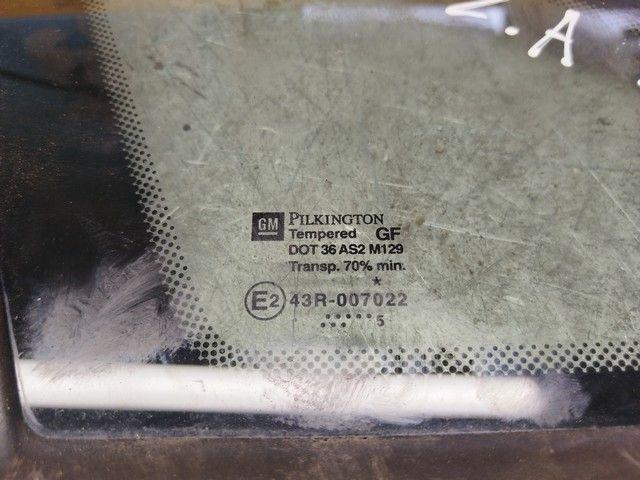 Z.A
GM PILKINGTON
Tempered GF
DOT 36 AS2 M129
Transp. 70% min.
E2 43R-007022
5